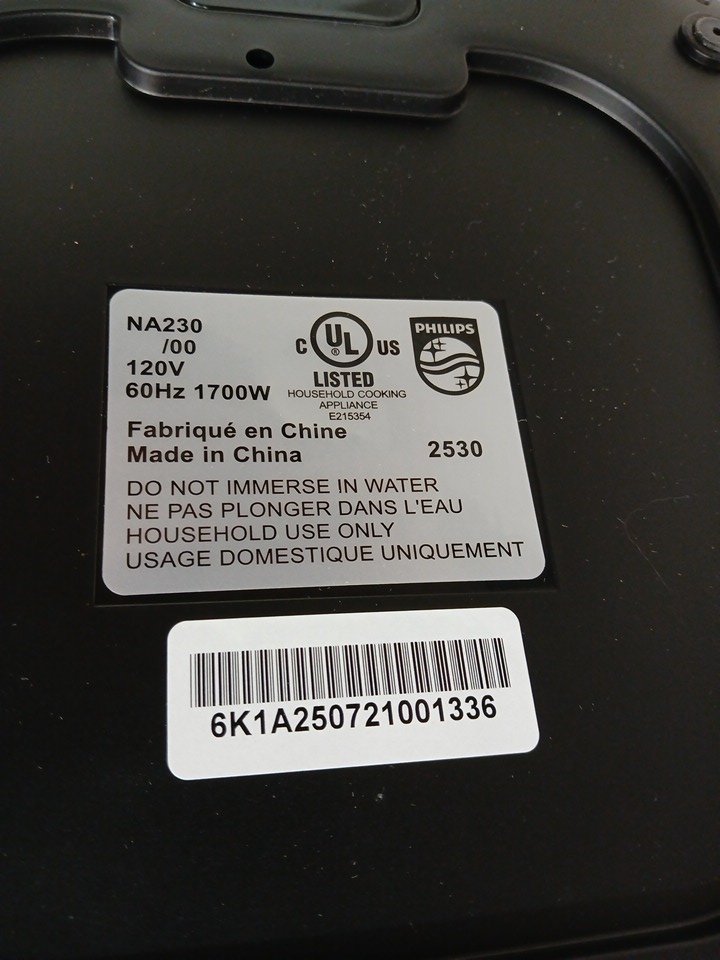 NA230
/00
120V
60Hz 1700W
C UL ® US
LISTED
HOUSEHOLD COOKING
APPLIANCE
E215354
PHILIPS
Fabriqué en Chine
Made in China
2530
DO NOT IMMERSE IN WATER
NE PAS PLONGER DANS L'EAU
HOUSEHOLD USE ONLY
USAGE DOMESTIQUE UNIQUEMENT
6K1A250721001336